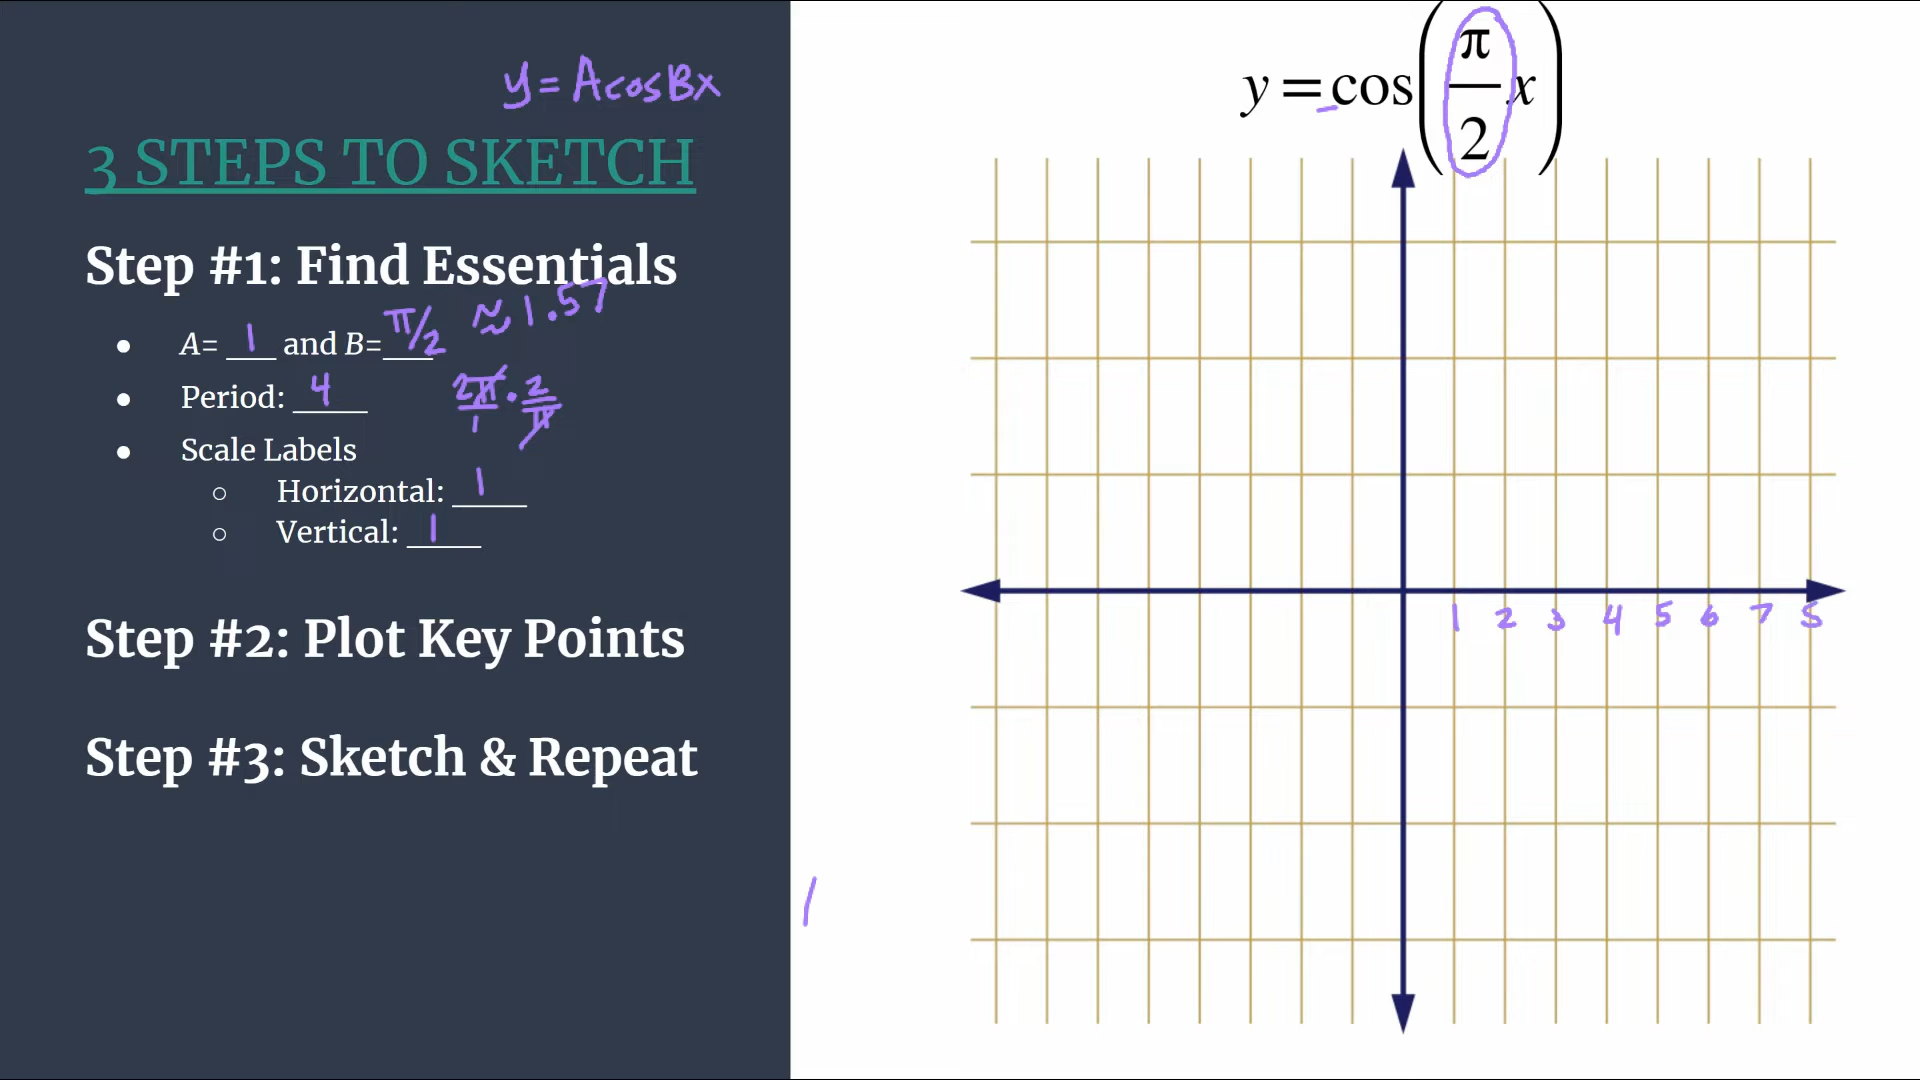 y = AcosBx
3 STEPS TO SKETCH
Step #1: Find Essentials
● A= 1 and B= π/2 ≈ 1.57
● Period: 4 2π/1 · 2/π
● Scale Labels
○ Horizontal: 1
○ Vertical: 1
Step #2: Plot Key Points
Step #3: Sketch & Repeat
y = cos(π/2 x)
1 2 3 4 5 6 7 8